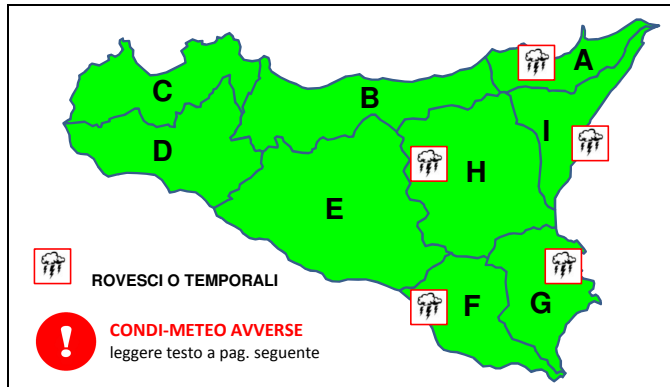 A
C
B
I
D
H
E
ROVESCI O TEMPORALI
F
G
CONDI-METEO AVVERSE
leggere testo a pag. seguente